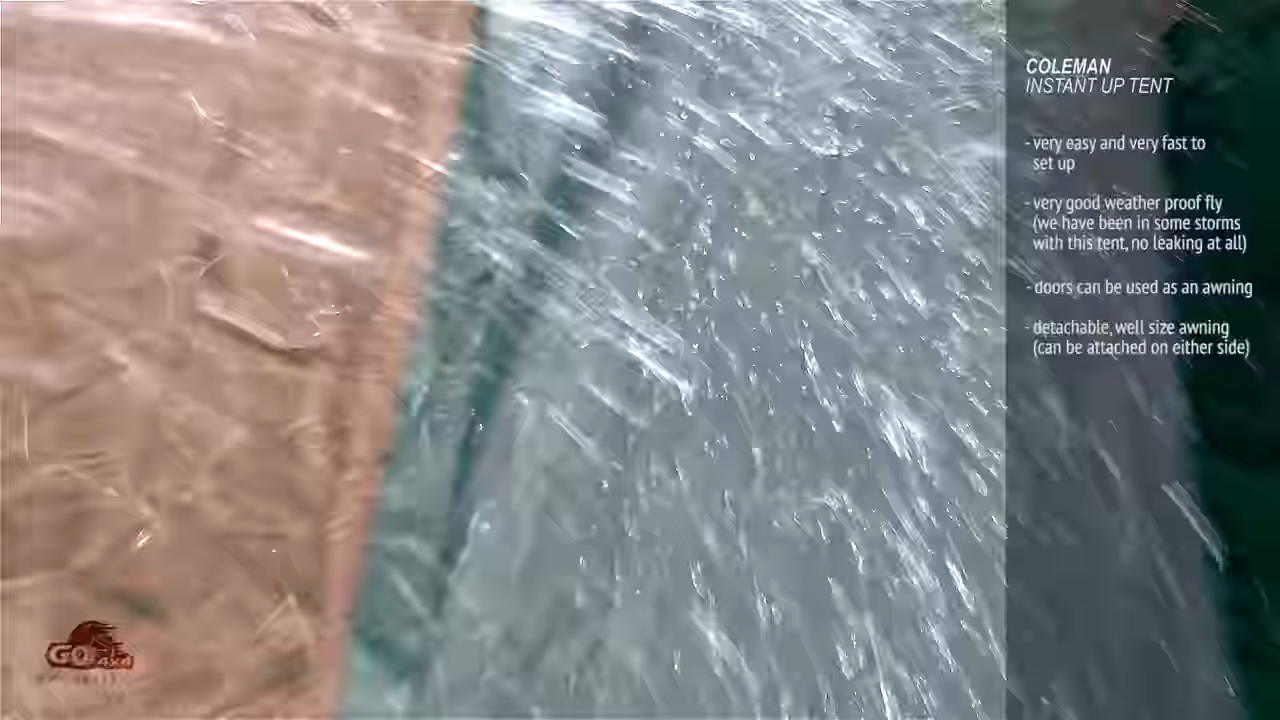 COLEMAN
INSTANT UP TENT
- very easy and very fast to
set up
- very good weather proof fly
(we have been in some storms
with this tent, no leaking at all)
- doors can be used as an awning
- detachable, well size awning
(can be attached on either side)
GO 4x4